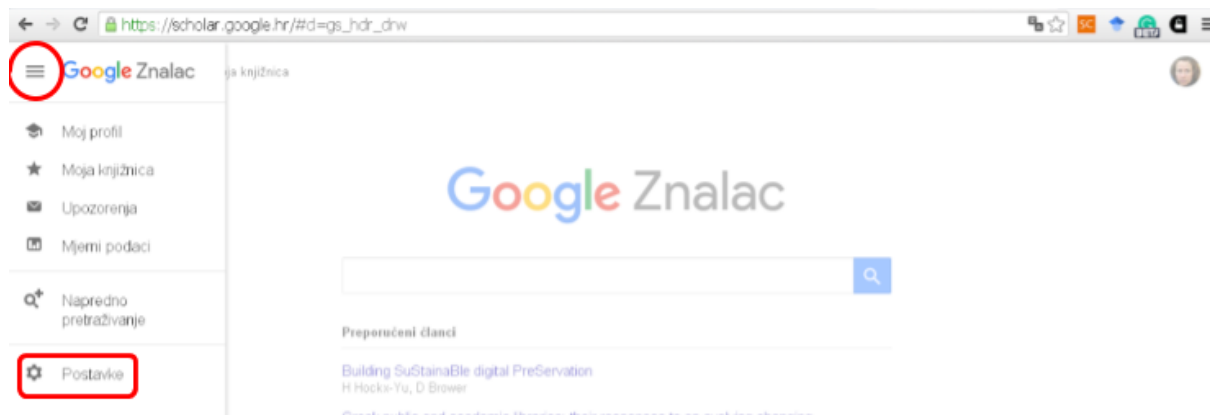 https://scholar.google.hr/#d=gs_hdr_drw
Google Znalac
ja knjižnica
Moj profil
Moja knjižnica
Upozorenja
Mjerni podaci
Napredno
pretraživanje
Postavke
Google Znalac
Preporučeni članci
Building SuStainaBle digital PreServation
H Hockx-Yu, D Brower